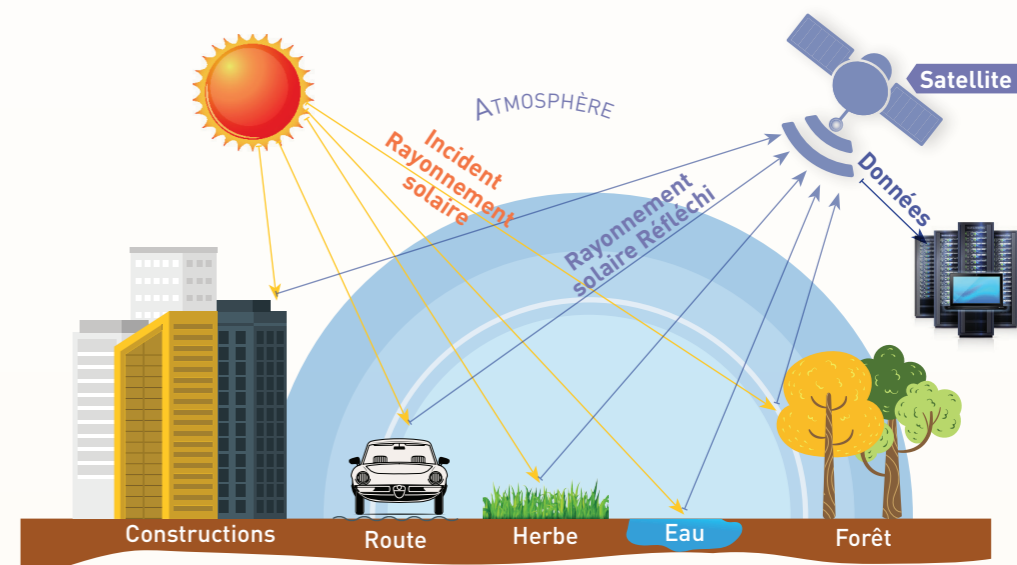 ATMOSPHÈRE
Satellite
Incident
Rayonnement
solaire
Rayonnement
solaire Réfléchi
Données
Constructions
Route
Herbe
Eau
Forêt